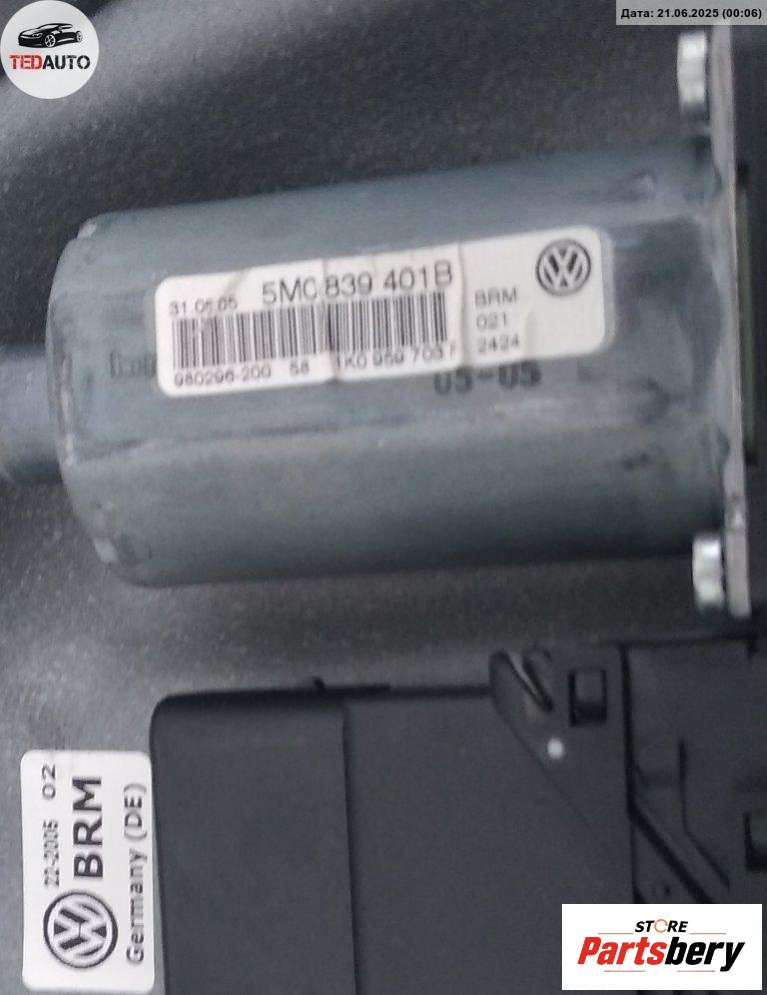 Дата: 21.06.2025 (00:06)
TEDAUTO
31.05.05 5M0 839 401B
BRM
021
2424
980296-200 58 1K0 959 703
05-05
22-2005 02
BRM
Germany (DE)
STORE
Partsbery